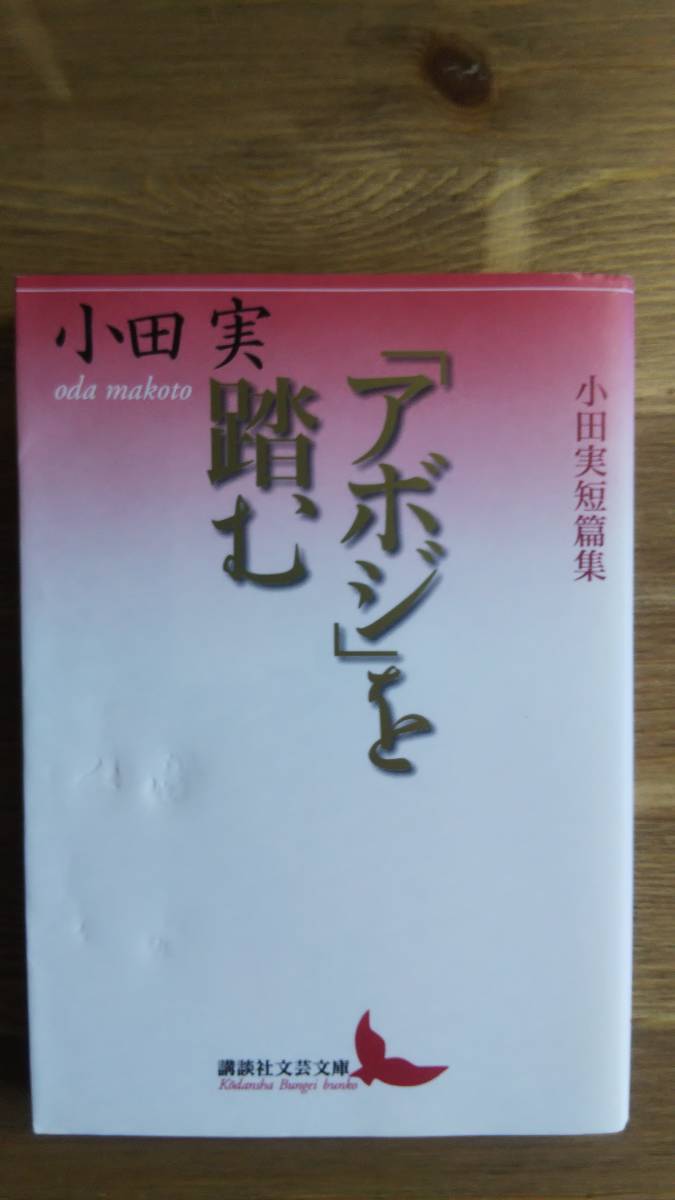 小田実短篇集
「アボジ」を
踏む
小田 実
oda makoto
講談社文芸文庫
Kōdansha Bungei bunko